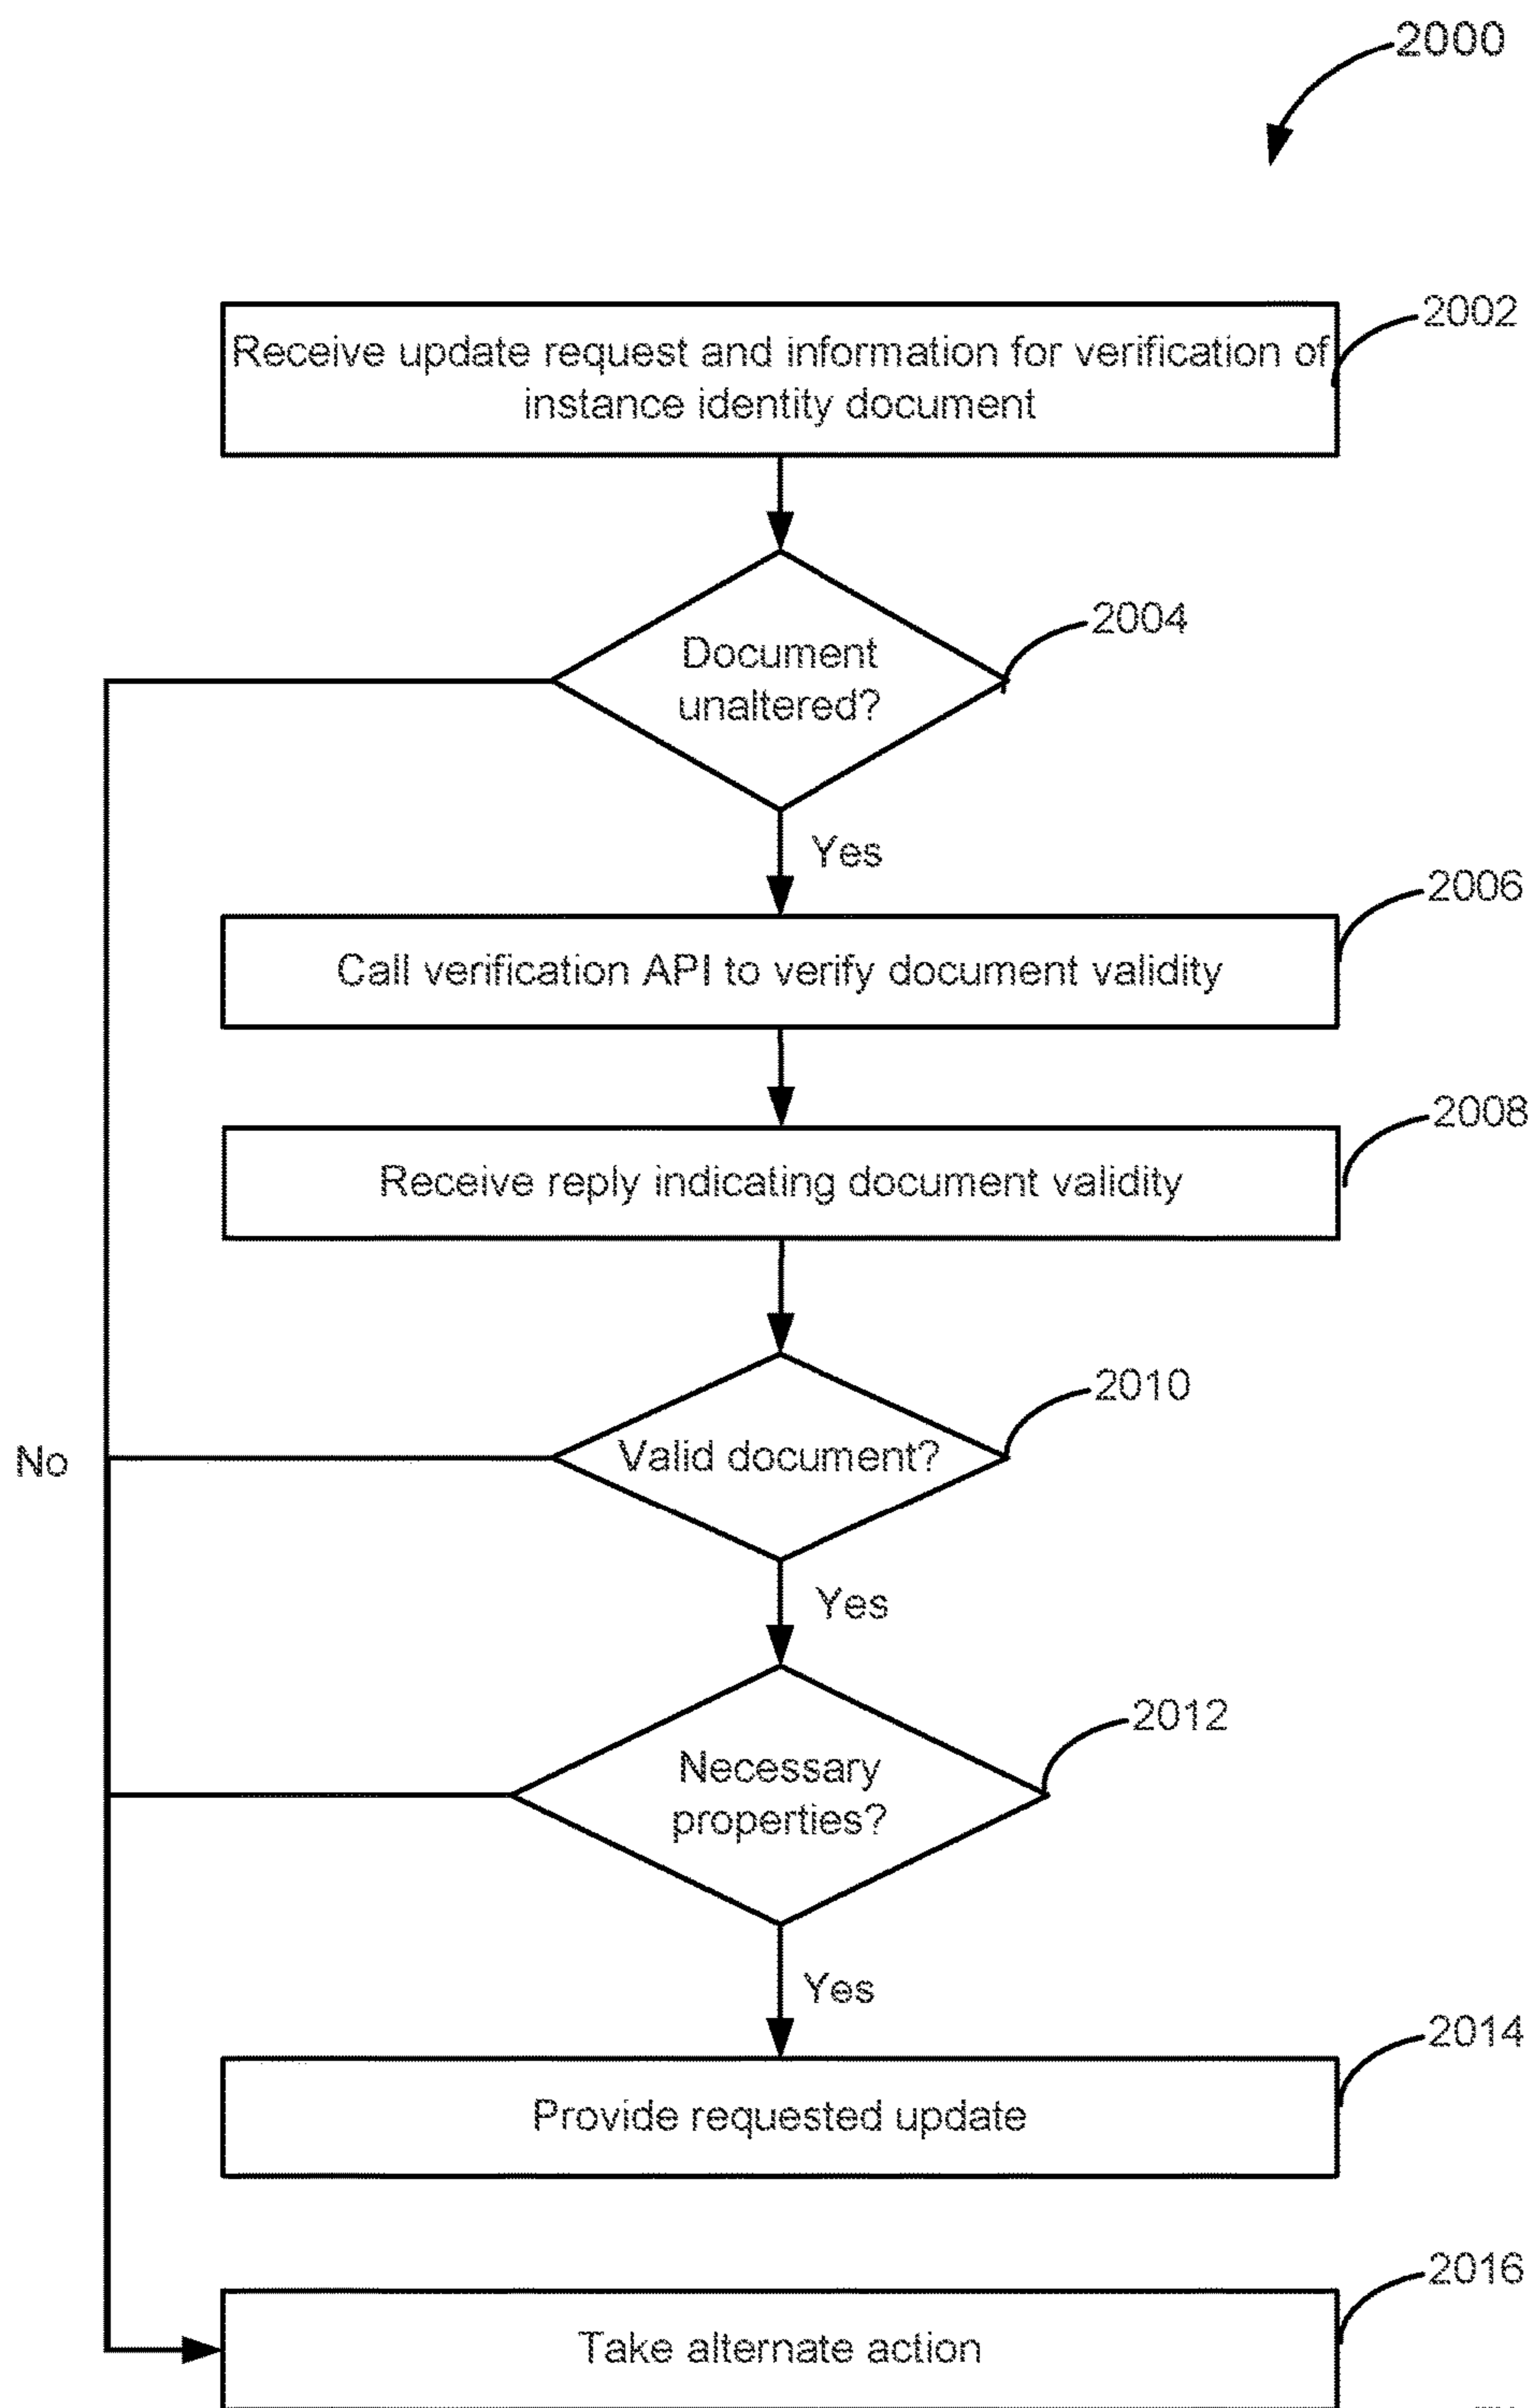 2000
2002
Receive update request and information for verification of
instance identity document
2004
Document
unaltered?
Yes
2006
Call verification API to verify document validity
2008
Receive reply indicating document validity
2010
Valid document?
No
Yes
2012
Necessary
properties?
Yes
2014
Provide requested update
2016
Take alternate action